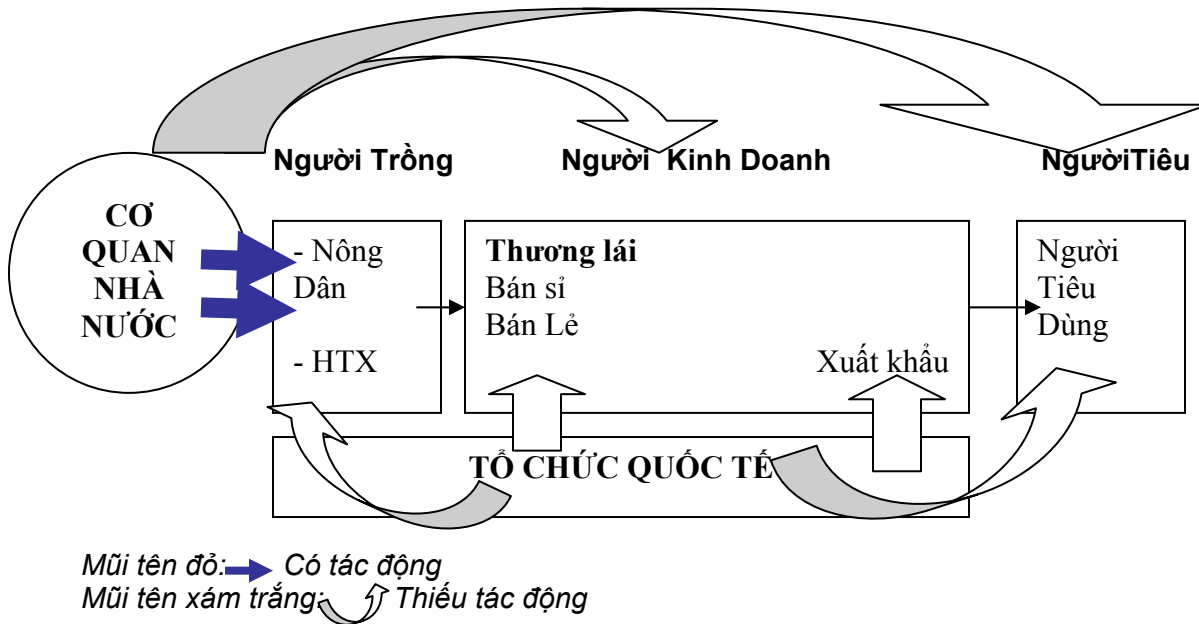 Người Trồng
Người Kinh Doanh
NgườiTiêu
CƠ
QUAN
NHÀ
NƯỚC
- Nông
Dân
- HTX
Thương lái
Bán sỉ
Bán Lẻ
Xuất khẩu
Người
Tiêu
Dùng
TỔ CHỨC QUỐC TẾ
Mũi tên đỏ: Có tác động
Mũi tên xám trắng: Thiếu tác động